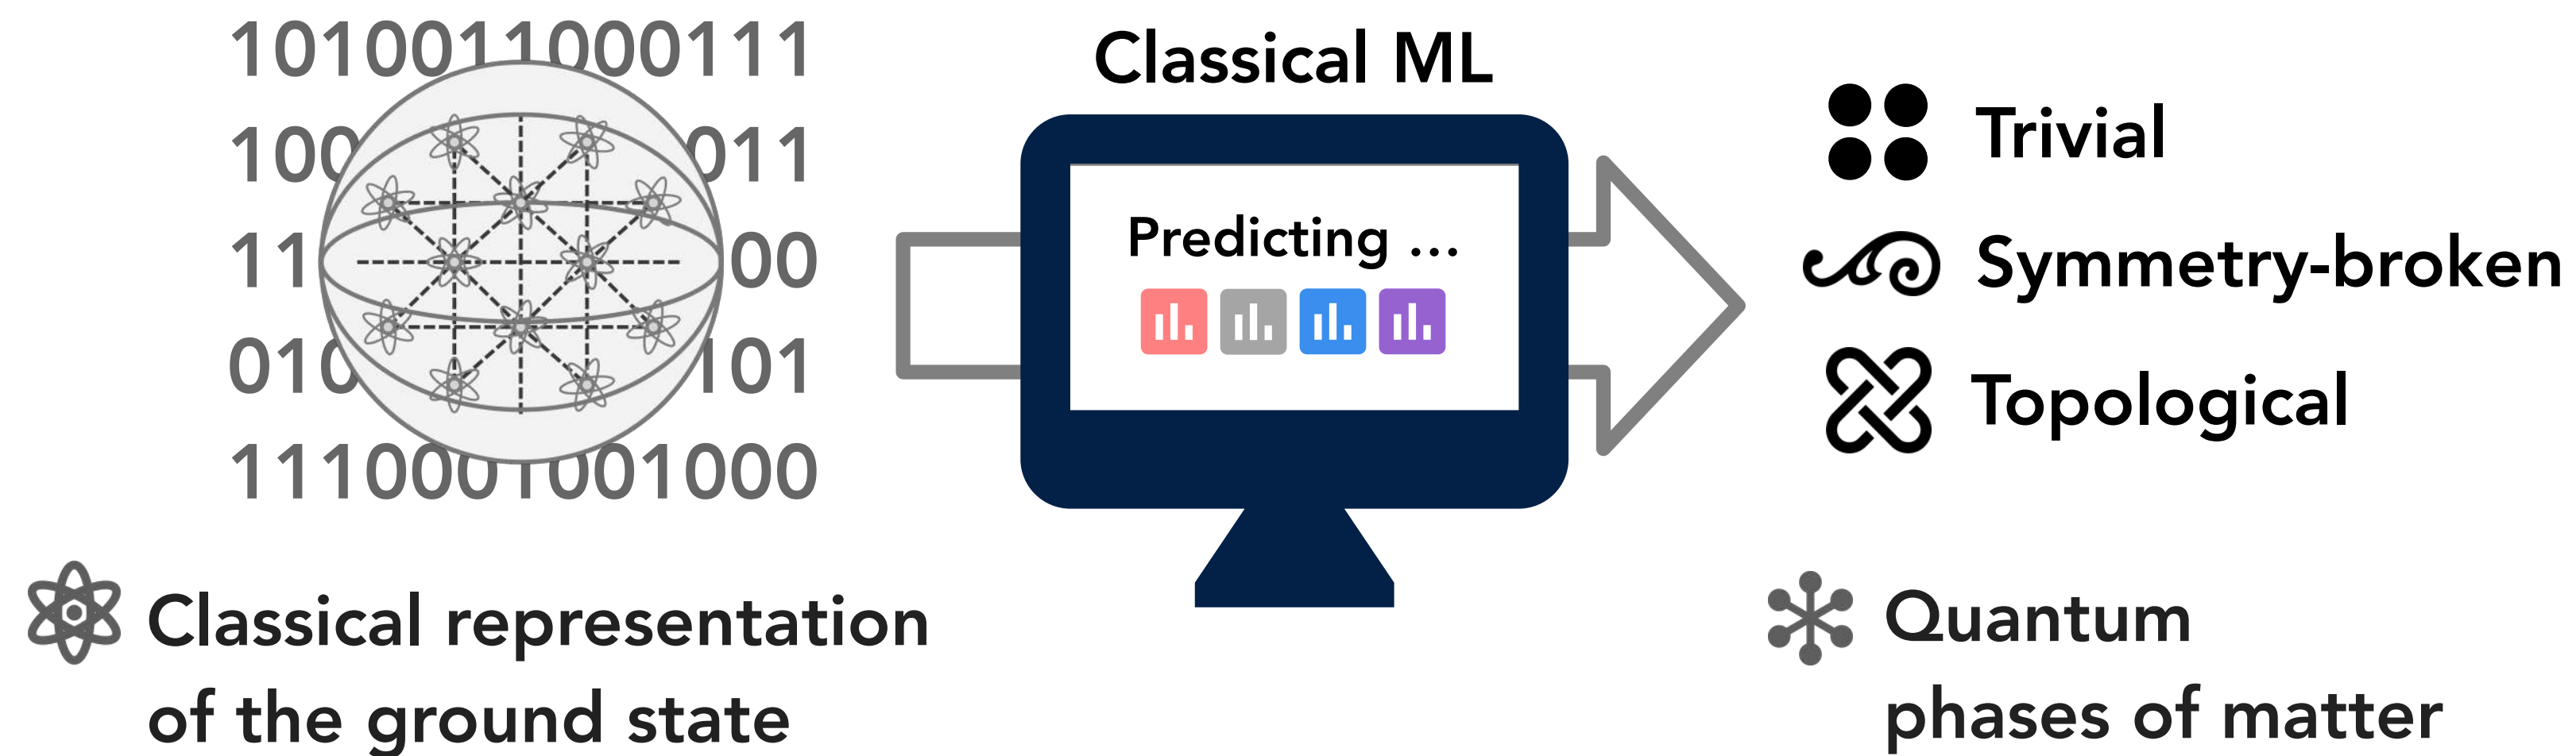 1010011000111
100 011
11 00
010 101
1110001001000
Classical ML
Predicting ...
Trivial
Symmetry-broken
Topological
Classical representation
of the ground state
Quantum
phases of matter